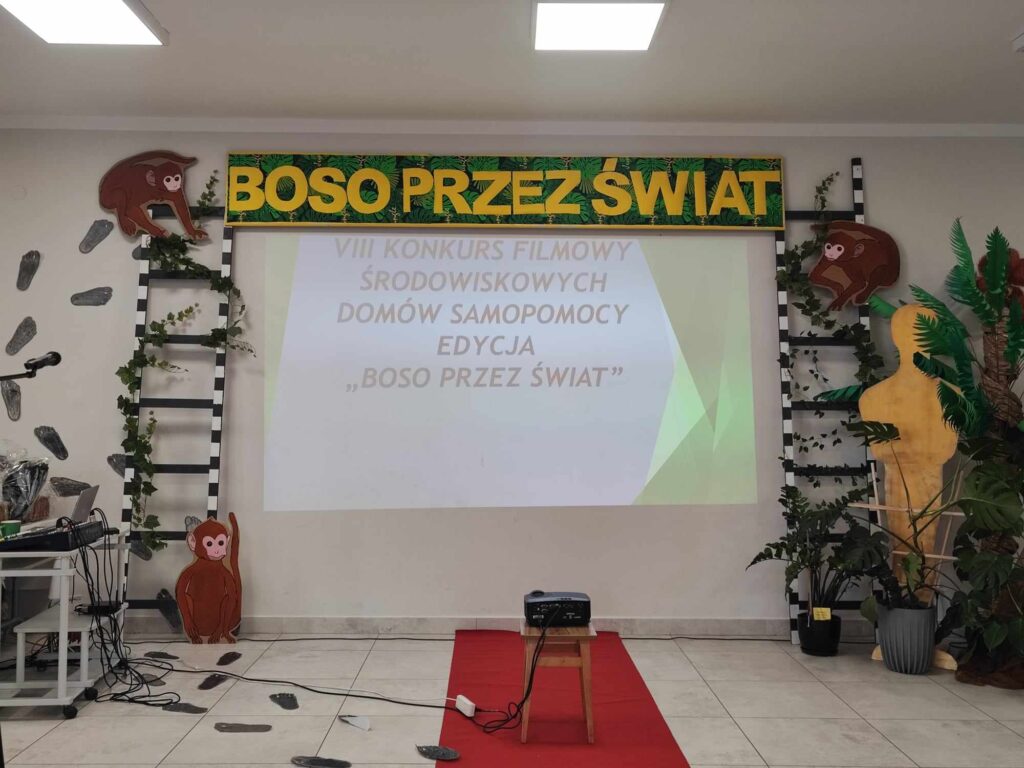 BOSO PRZEZ ŚWIAT
VIII KONKURS FILMOWY
ŚRODOWISKOWYCH
DOMÓW SAMOPOMOCY
EDYCJA
„BOSO PRZEZ ŚWIAT”